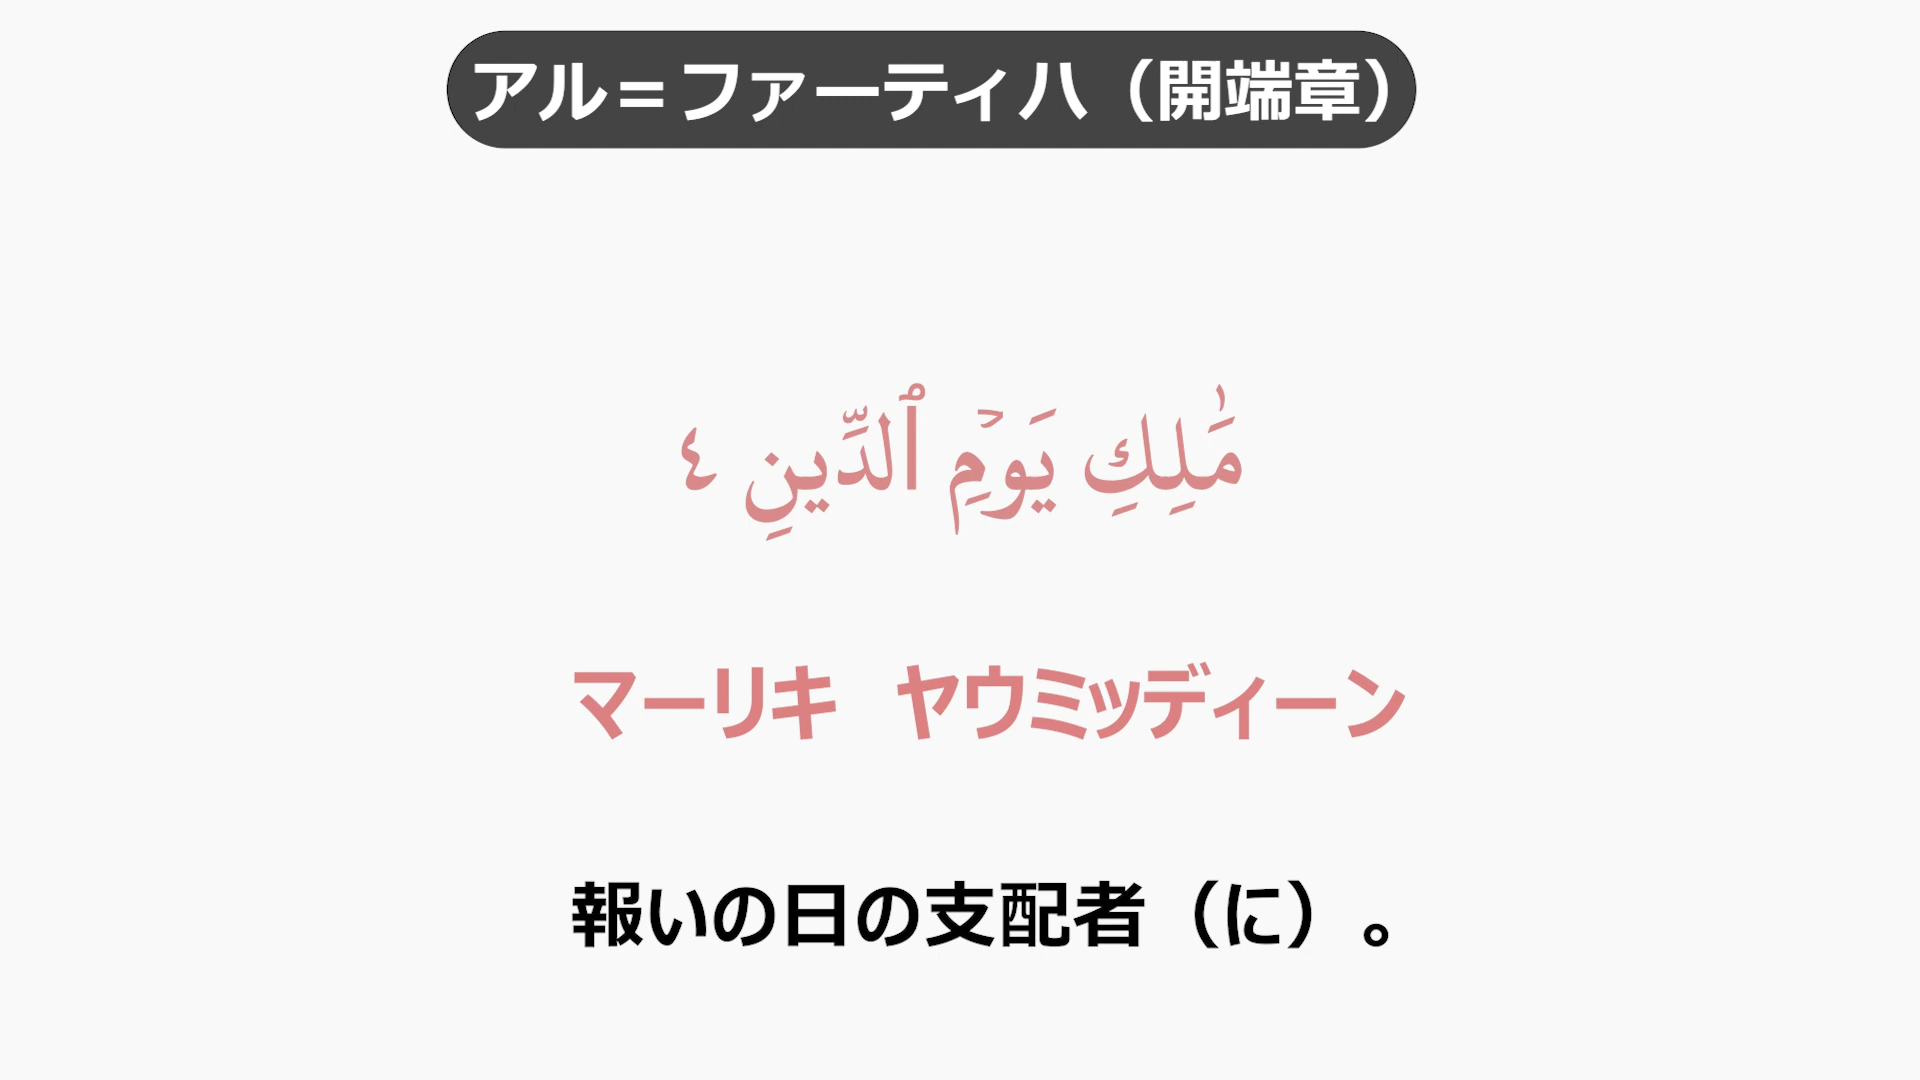 アル＝ファーティハ（開端章）
مَٰلِكِ يَوۡمِ ٱلدِّينِ ٤
マーリキ　ヤウミッディーン
報いの日の支配者（に）。